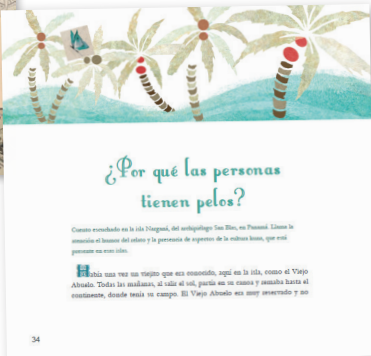 ¿Por qué las personas
tienen pelos?
Cuento escuchado en la isla Nargana, del archipiélago San Blas, en Panamá. Llama la
atención el humor del relato y la presencia de aspectos de la cultura kuna, que está
presente en esas islas.
Había una vez un viejito que era conocido, aquí en la isla, como el Viejo
Abuelo. Todas las mañanas, al salir el sol, partía en su canoa y remaba hasta el
continente, donde tenía su campo. El Viejo Abuelo era muy reservado y no
34